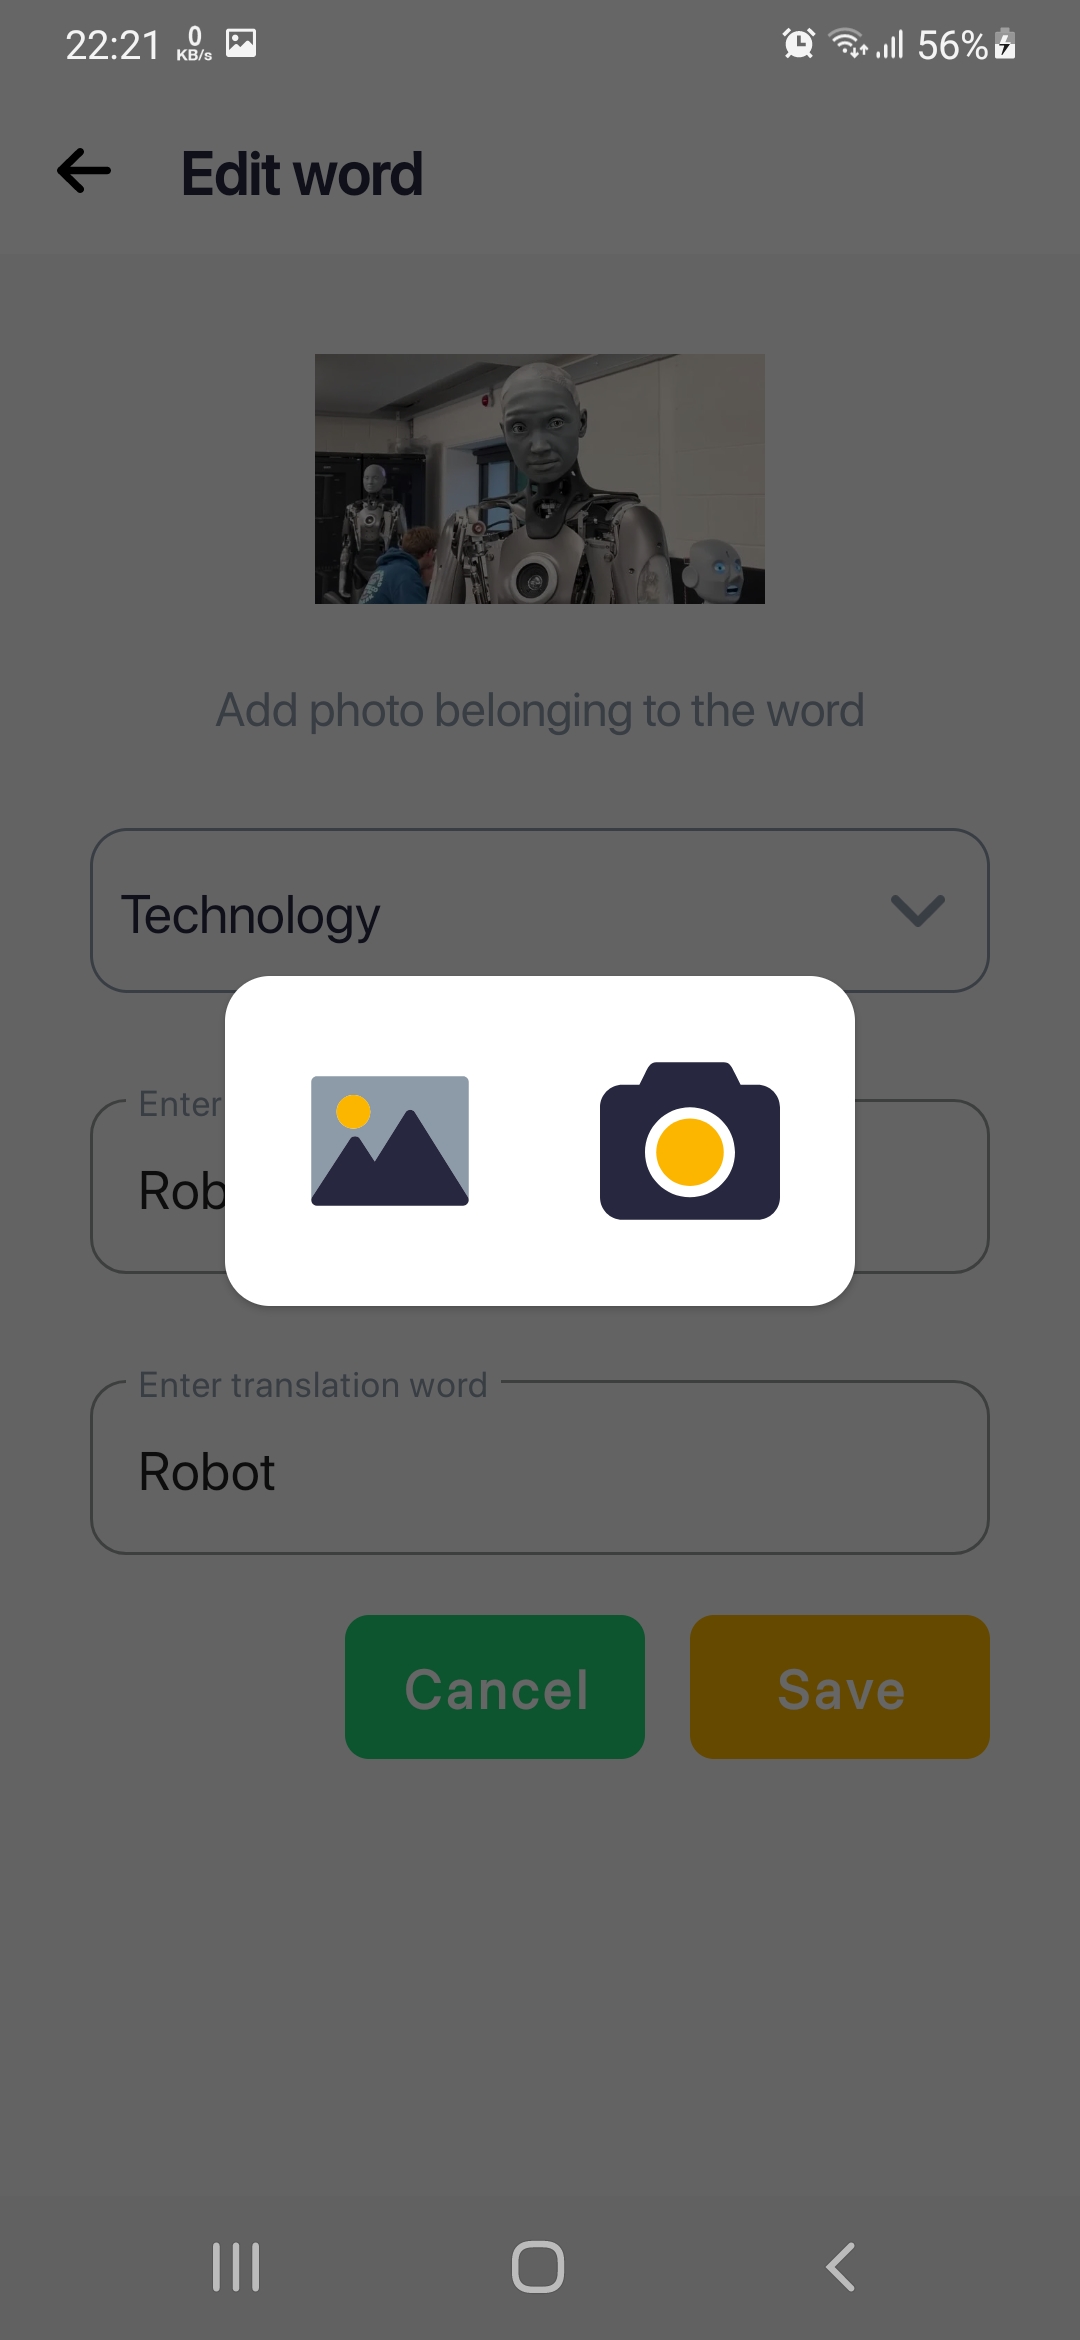 22:21 0 KB/s 56%
Edit word
Add photo belonging to the word
Technology
Enter
Rob
Enter translation word
Robot
Cancel Save